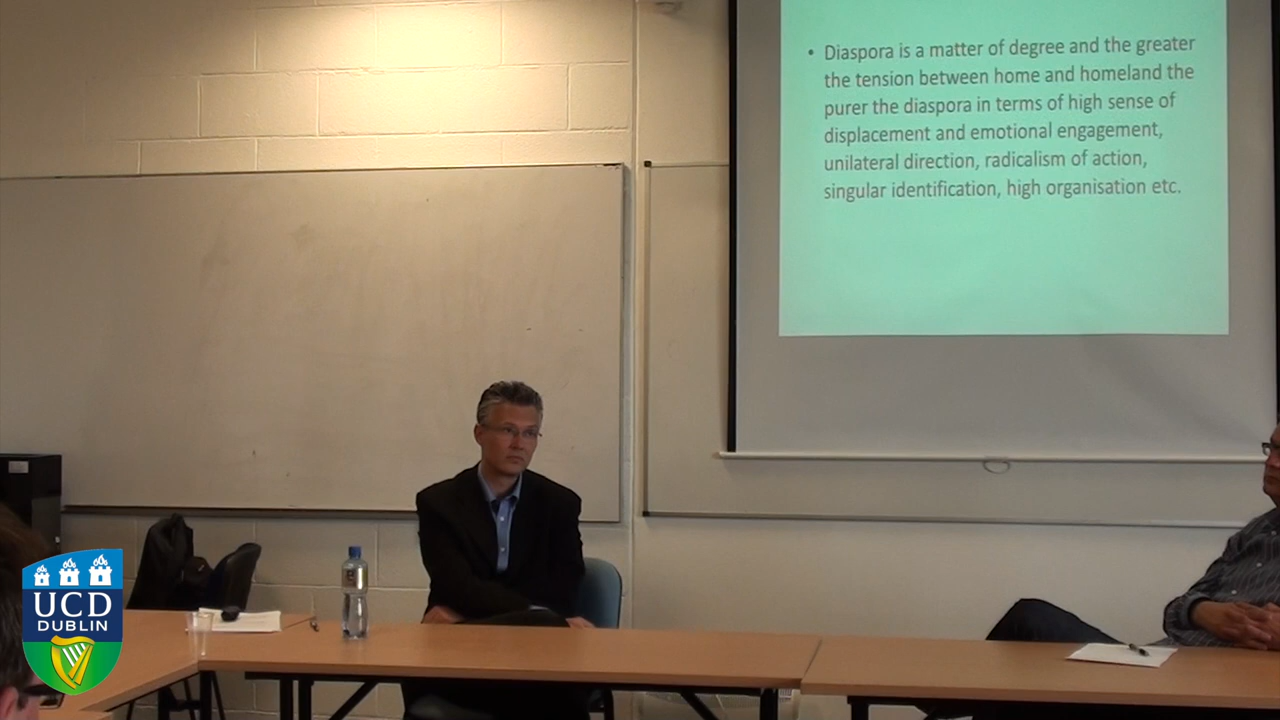 • Diaspora is a matter of degree and the greater
the tension between home and homeland the
purer the diaspora in terms of high sense of
displacement and emotional engagement,
unilateral direction, radicalism of action,
singular identification, high organisation etc.
UCD
DUBLIN